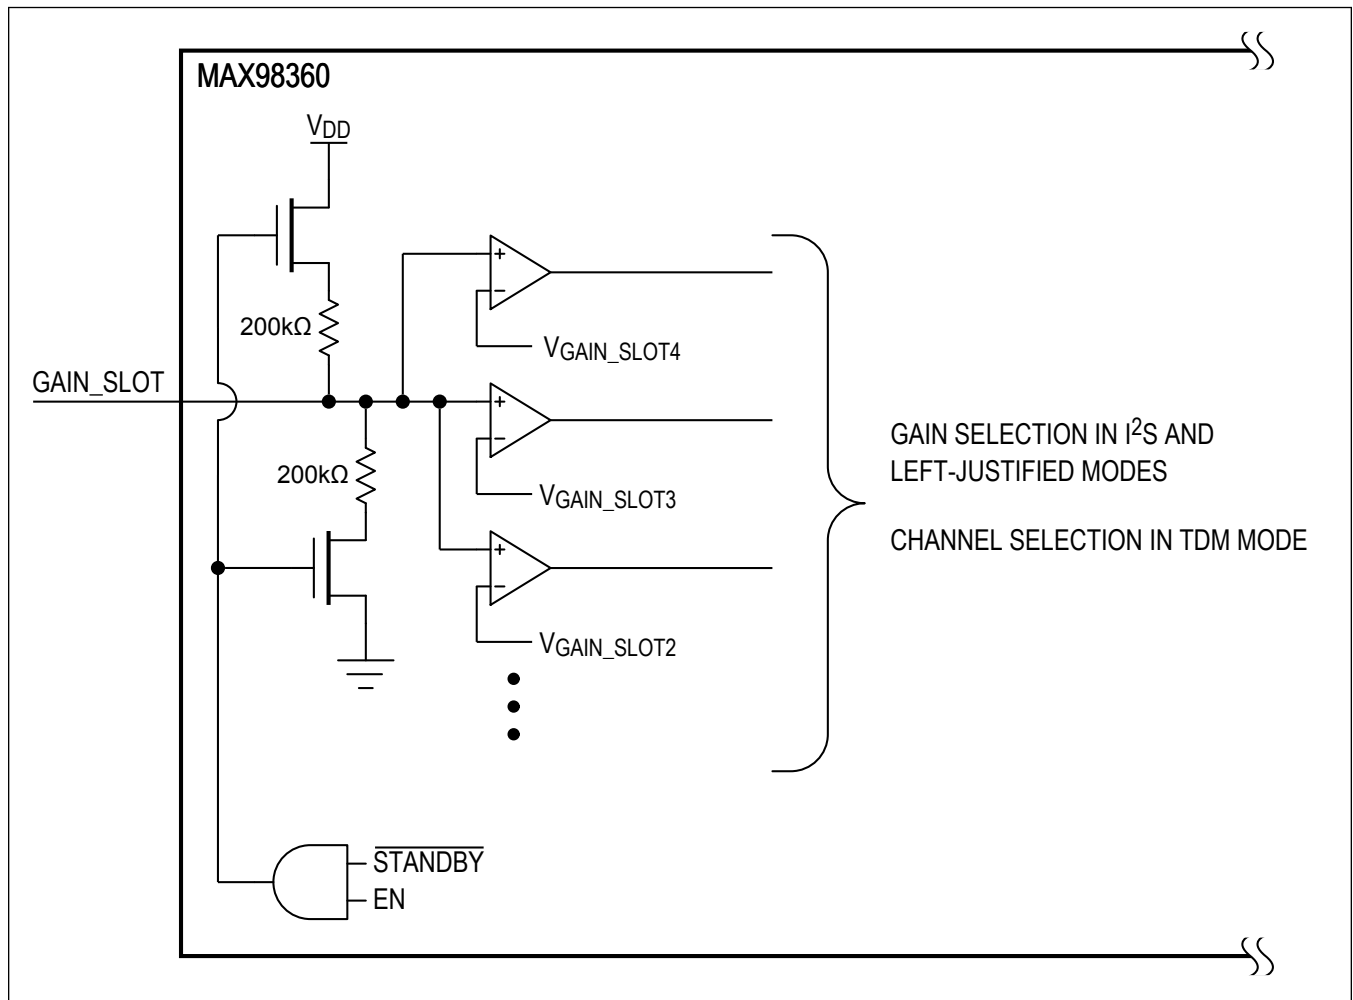 MAX98360
VDD
+
−
200kΩ
VGAIN_SLOT4
GAIN_SLOT
+
−
GAIN SELECTION IN I²S AND
LEFT-JUSTIFIED MODES
200kΩ
VGAIN_SLOT3
CHANNEL SELECTION IN TDM MODE
+
−
VGAIN_SLOT2
STANDBY
EN